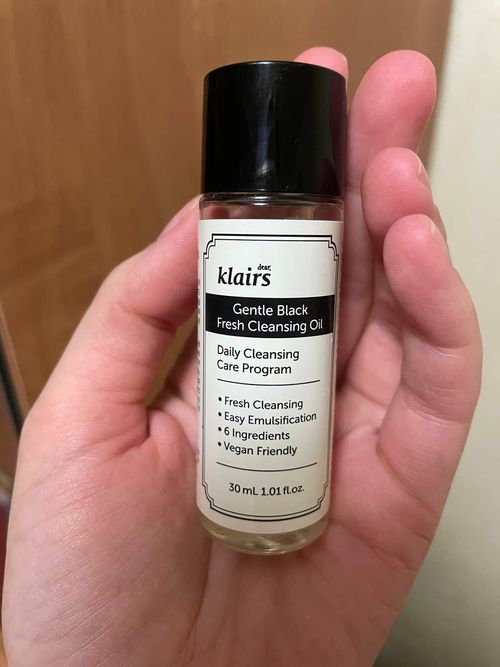 dear,
klairs
Gentle Black
Fresh Cleansing Oil
Daily Cleansing
Care Program
• Fresh Cleansing
• Easy Emulsification
• 6 Ingredients
• Vegan Friendly
30 mL 1.01 fl.oz.